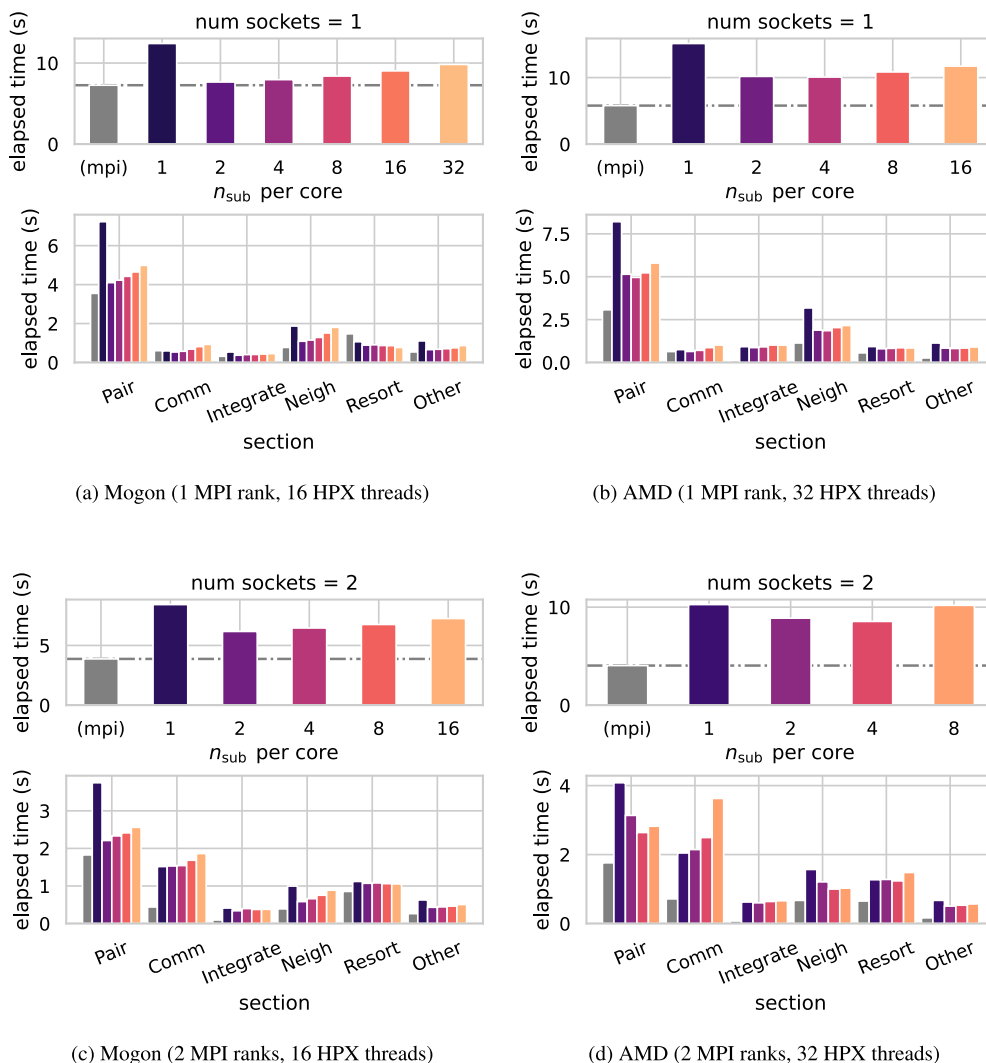 num sockets = 1
elapsed time (s)
10
0
(mpi) 1 2 4 8 16 32
n_sub per core
elapsed time (s)
6
4
2
0
Pair Comm Integrate Neigh Resort Other
section
(a) Mogon (1 MPI rank, 16 HPX threads)
num sockets = 1
elapsed time (s)
10
0
(mpi) 1 2 4 8 16
n_sub per core
elapsed time (s)
7.5
5.0
2.5
0.0
Pair Comm Integrate Neigh Resort Other
section
(b) AMD (1 MPI rank, 32 HPX threads)
num sockets = 2
elapsed time (s)
5
0
(mpi) 1 2 4 8 16
n_sub per core
elapsed time (s)
3
2
1
0
Pair Comm Integrate Neigh Resort Other
section
(c) Mogon (2 MPI ranks, 16 HPX threads)
num sockets = 2
elapsed time (s)
10
5
0
(mpi) 1 2 4 8
n_sub per core
elapsed time (s)
4
2
0
Pair Comm Integrate Neigh Resort Other
section
(d) AMD (2 MPI ranks, 32 HPX threads)